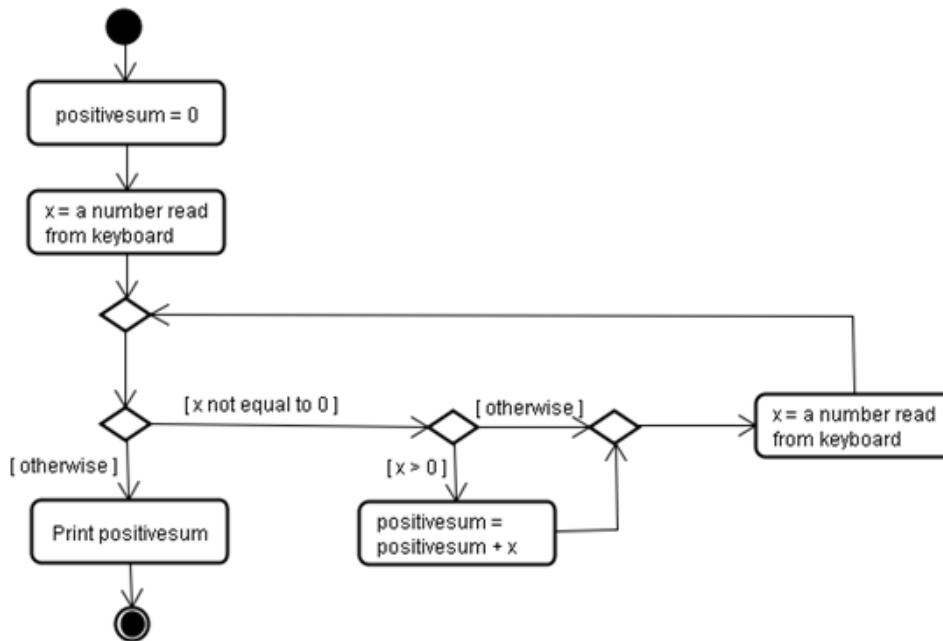 positivesum = 0
x = a number read
from keyboard
[ x not equal to 0 ]
[ otherwise ]
x = a number read
from keyboard
[ otherwise ]
[ x > 0 ]
Print positivesum
positivesum =
positivesum + x